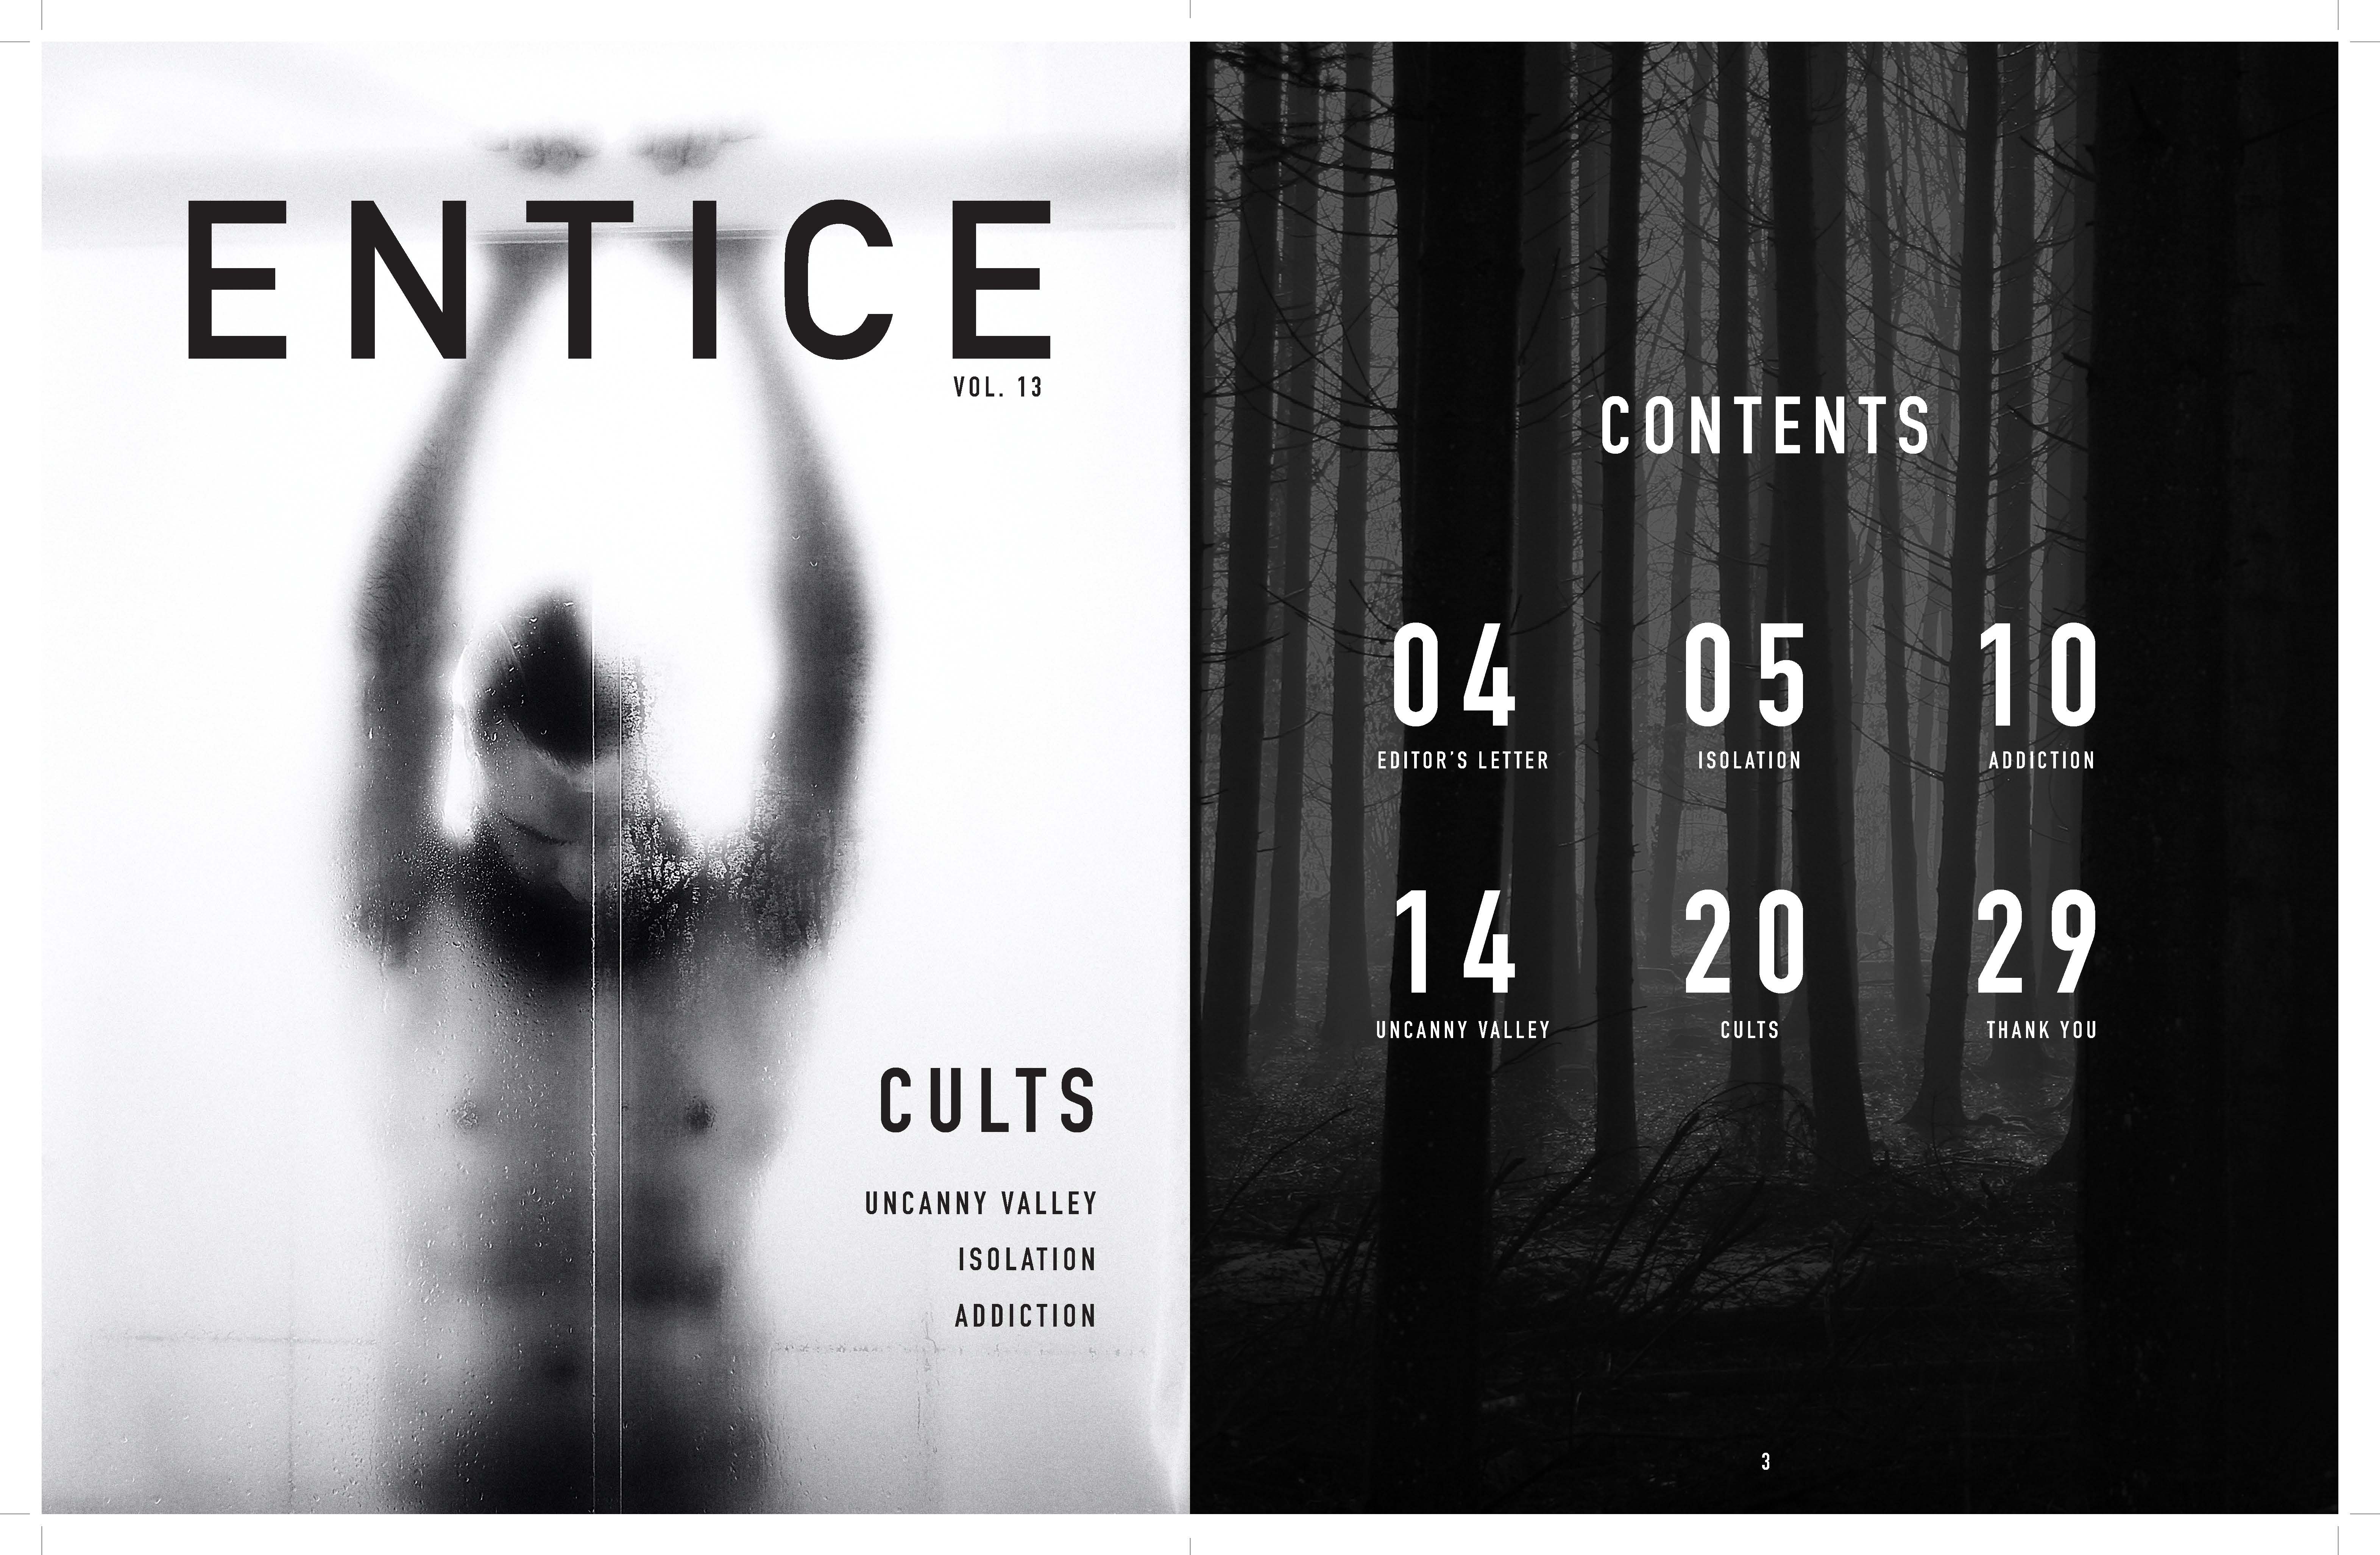 ENTICE
VOL. 13
CULTS
UNCANNY VALLEY
ISOLATION
ADDICTION
CONTENTS
04 05 10
EDITOR'S LETTER ISOLATION ADDICTION
14 20 29
UNCANNY VALLEY CULTS THANK YOU
3